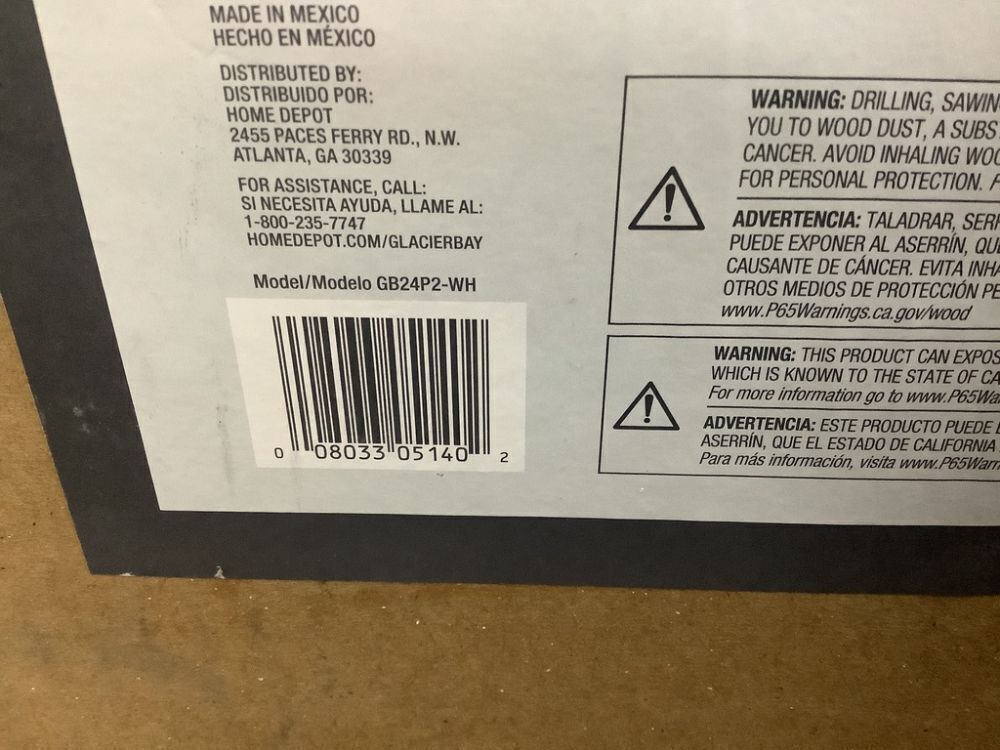 MADE IN MEXICO
HECHO EN MÉXICO
DISTRIBUTED BY:
DISTRIBUIDO POR:
HOME DEPOT
2455 PACES FERRY RD., N.W.
ATLANTA, GA 30339
FOR ASSISTANCE, CALL:
SI NECESITA AYUDA, LLAME AL:
1-800-235-7747
HOMEDEPOT.COM/GLACIERBAY
Model/Modelo GB24P2-WH
0 08033 05140 2
WARNING: DRILLING,
YOU TO WOOD DUST, A
CANCER. AVOID INHALING
FOR PERSONAL PROTECTION.
ADVERTENCIA: TALADRAR,
PUEDE EXPONER AL ASERRÍN,
CAUSANTE DE CÁNCER. EVITA
OTROS MEDIOS DE PROTECCIÓN
www.P65Warnings.ca.gov/wood
WARNING: THIS PRODUCT CAN
WHICH IS KNOWN TO THE STATE OF
For more information go to
ADVERTENCIA: ESTE PRODUCTO PUEDE
ASERRÍN, QUE EL ESTADO DE CALIFORNIA
Para más información, visita